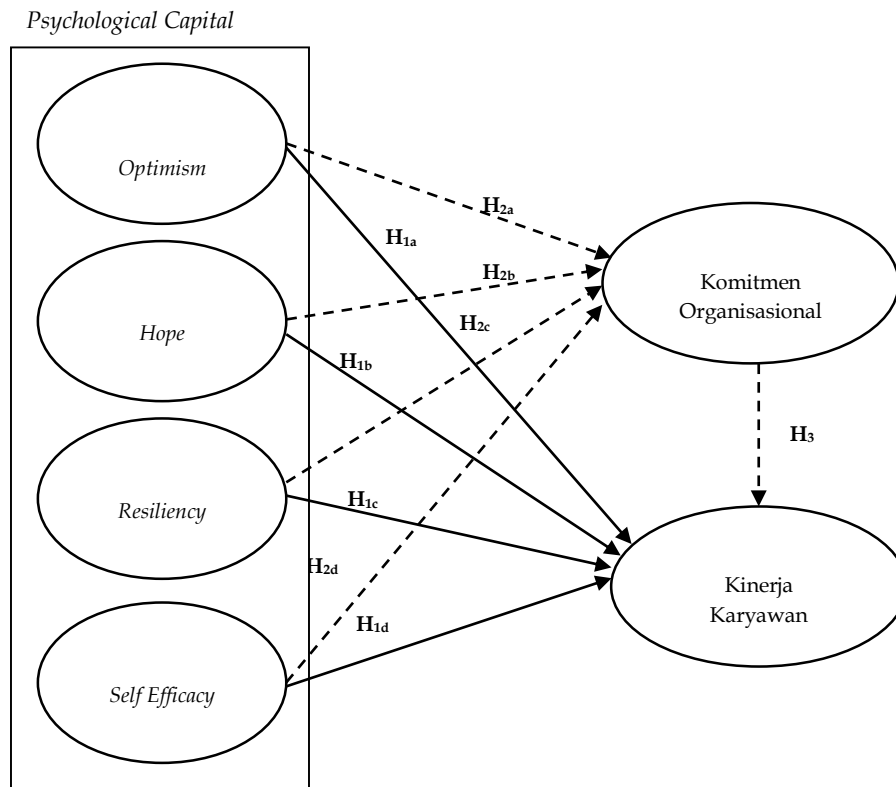 Psychological Capital
Optimism
H2a
H1a
Komitmen
Organisasional
H2b
Hope
H2c
H1b
H3
Resiliency
H1c
H2d
Kinerja
Karyawan
H1d
Self Efficacy